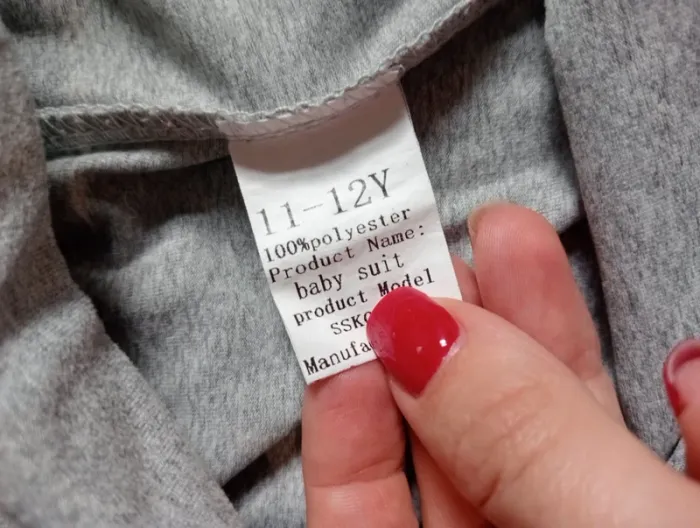 11-12Y
100%polyester
Product Name:
baby suit
product Model